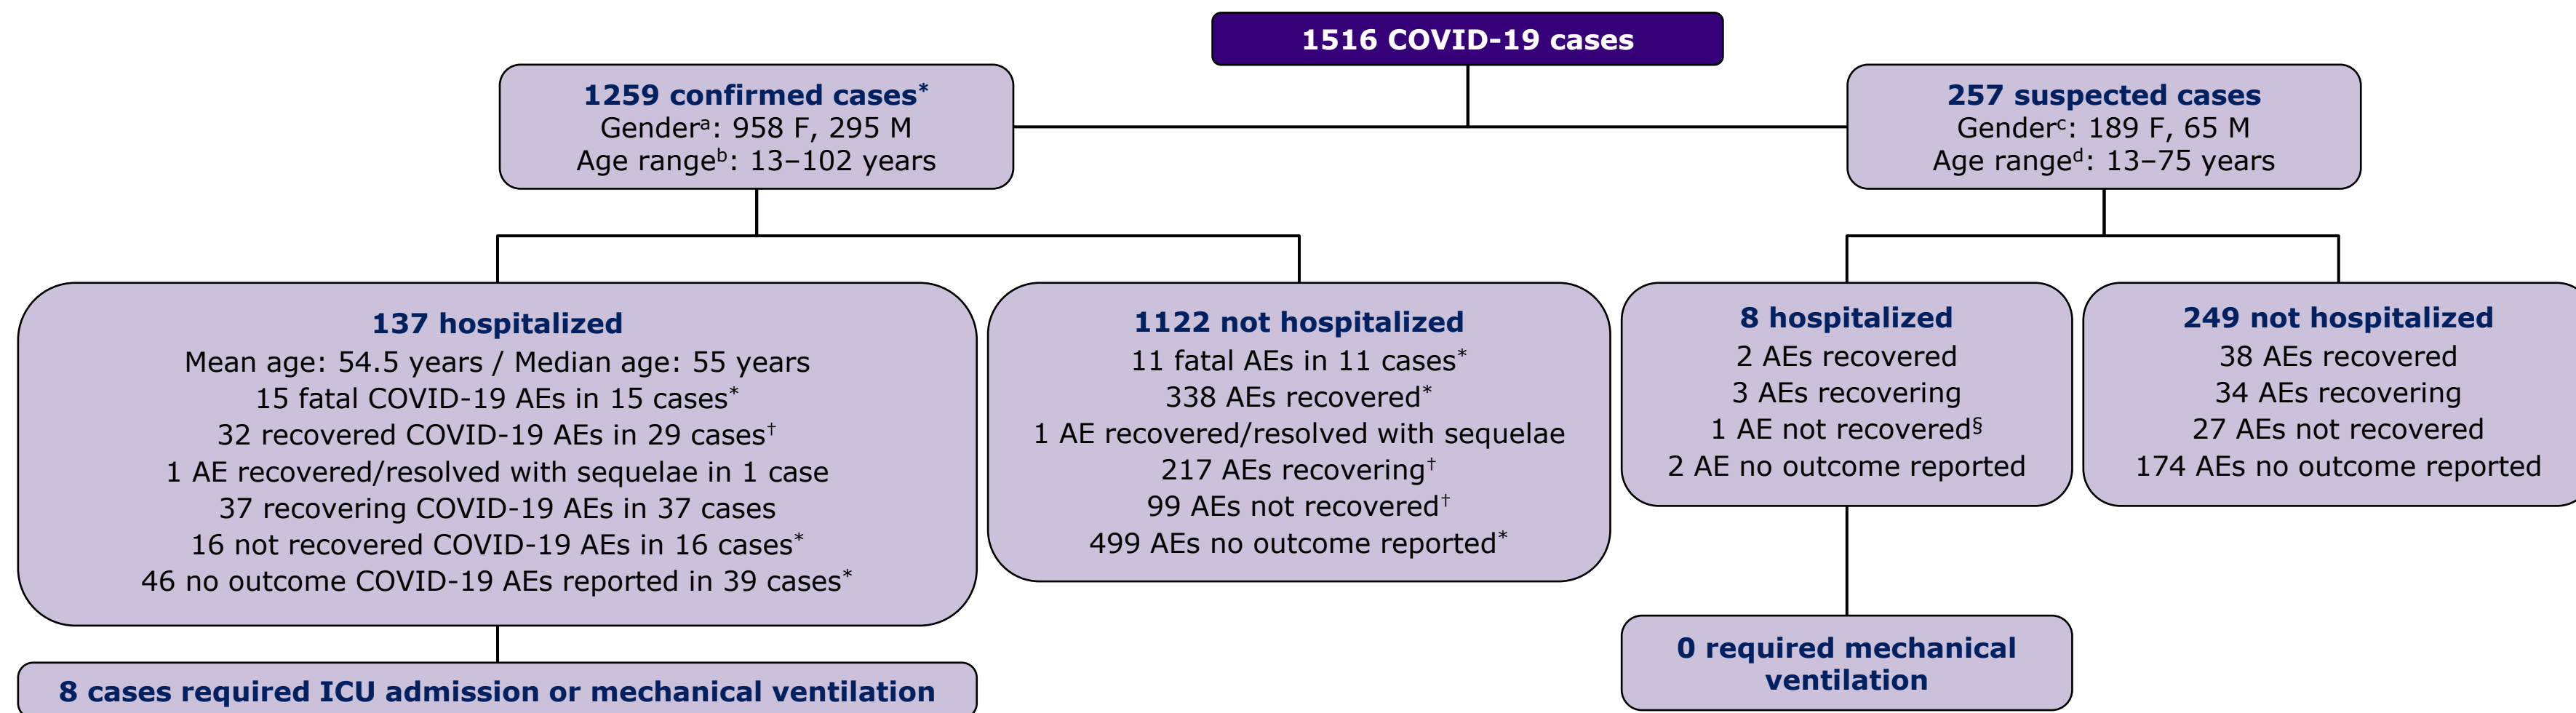 1516 COVID-19 cases
1259 confirmed cases*
Genderᵃ: 958 F, 295 M
Age rangeᵇ: 13–102 years
257 suspected cases
Genderᶜ: 189 F, 65 M
Age rangeᵈ: 13–75 years
137 hospitalized
Mean age: 54.5 years / Median age: 55 years
15 fatal COVID-19 AEs in 15 cases*
32 recovered COVID-19 AEs in 29 cases†
1 AE recovered/resolved with sequelae in 1 case
37 recovering COVID-19 AEs in 37 cases
16 not recovered COVID-19 AEs in 16 cases*
46 no outcome COVID-19 AEs reported in 39 cases*
1122 not hospitalized
11 fatal AEs in 11 cases*
338 AEs recovered*
1 AE recovered/resolved with sequelae
217 AEs recovering†
99 AEs not recovered†
499 AEs no outcome reported*
8 hospitalized
2 AEs recovered
3 AEs recovering
1 AE not recovered§
2 AE no outcome reported
249 not hospitalized
38 AEs recovered
34 AEs recovering
27 AEs not recovered
174 AEs no outcome reported
8 cases required ICU admission or mechanical ventilation
0 required mechanical
ventilation